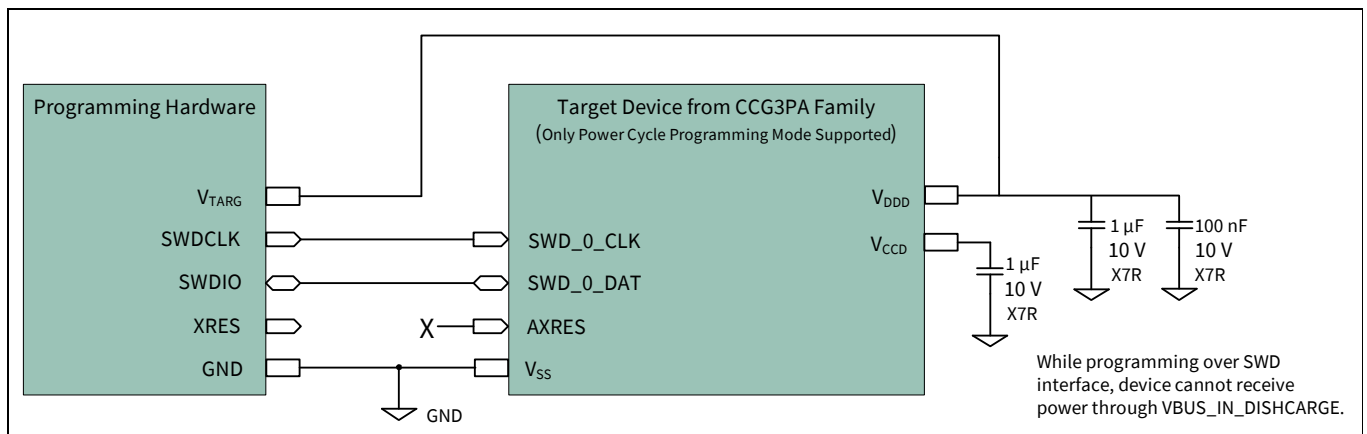 Programming Hardware
Target Device from CCG3PA Family
(Only Power Cycle Programming Mode Supported)
VTARG
SWDCLK
SWDIO
XRES
GND
SWD_0_CLK
SWD_0_DAT
X
AXRES
VSS
GND
VDDD
VCCD
1 µF
10 V
X7R
1 µF
10 V
X7R
100 nF
10 V
X7R
While programming over SWD
interface, device cannot receive
power through VBUS_IN_DISHCARGE.